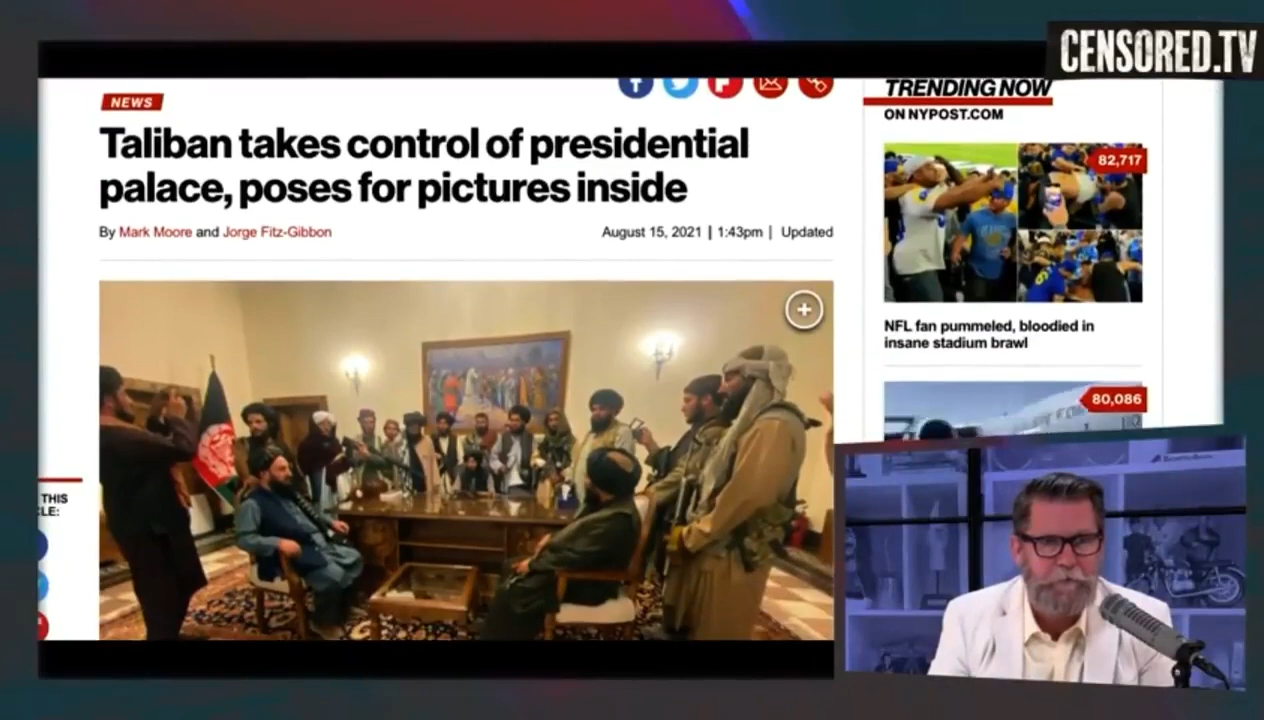 CENSORED.TV
NEWS
Taliban takes control of presidential
palace, poses for pictures inside
By Mark Moore and Jorge Fitz-Gibbon
August 15, 2021 | 1:43pm | Updated
TRENDING NOW
ON NYPOST.COM
82,717
NFL fan pummeled, bloodied in
insane stadium brawl
80,086
THIS
CLE: